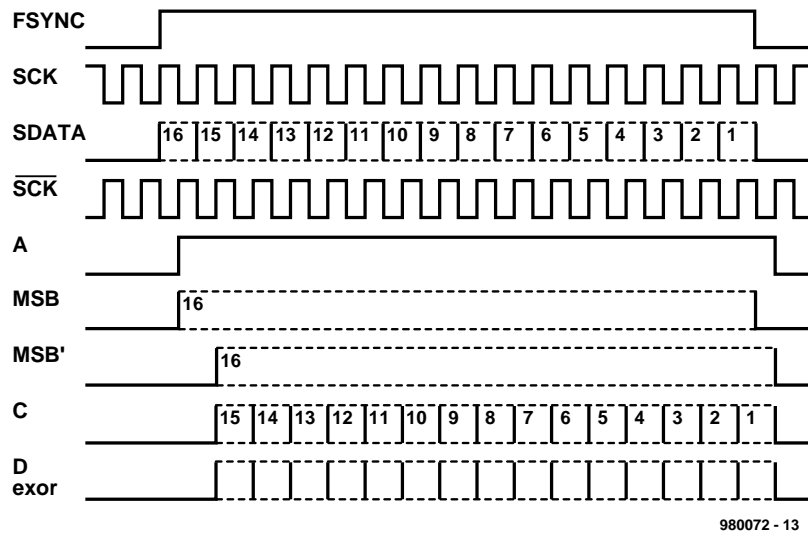 FSYNC
SCK
SDATA 16 15 14 13 12 11 10 9 8 7 6 5 4 3 2 1
S̅C̅K̅
A
MSB 16
MSB' 16
C 15 14 13 12 11 10 9 8 7 6 5 4 3 2 1
D
exor
980072 - 13